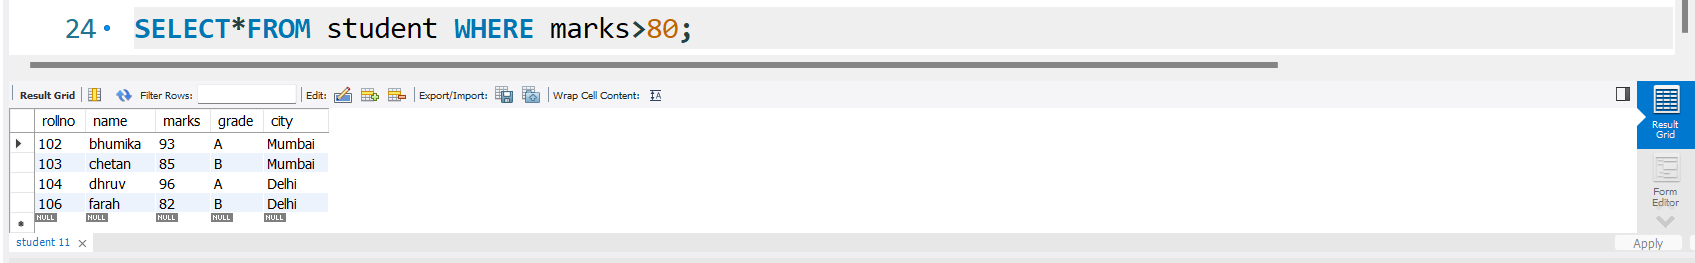 24 SELECT*FROM student WHERE marks>80;
Result Grid Filter Rows: Edit: Export/Import: Wrap Cell Content: IA
rollno name marks grade city
102 bhumika 93 A Mumbai
103 chetan 85 B Mumbai
104 dhruv 96 A Delhi
106 farah 82 B Delhi
NULL NULL NULL NULL NULL
student 11
Result
Grid
Form
Editor
Apply